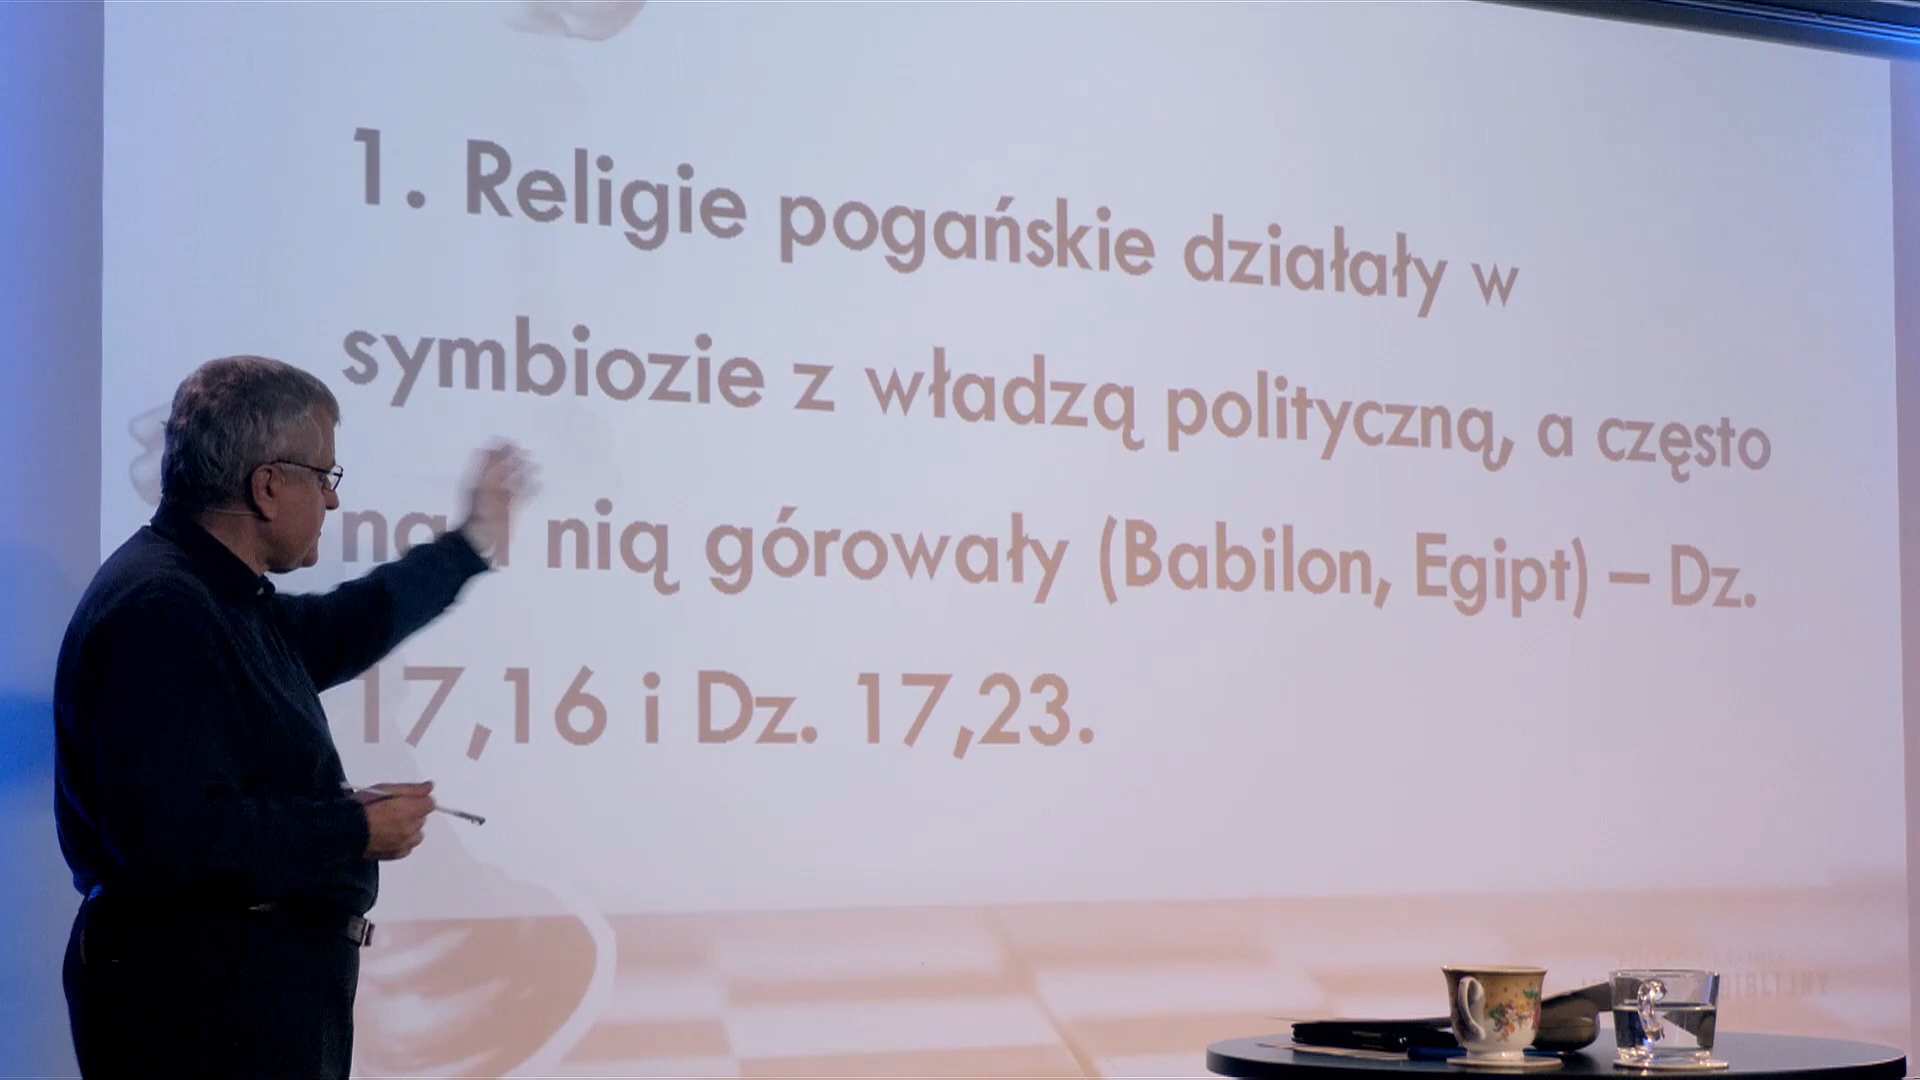 1. Religie pogańskie działały w
symbiozie z władzą polityczną, a często
nad nią górowały (Babilon, Egipt) – Dz.
17,16 i Dz. 17,23.